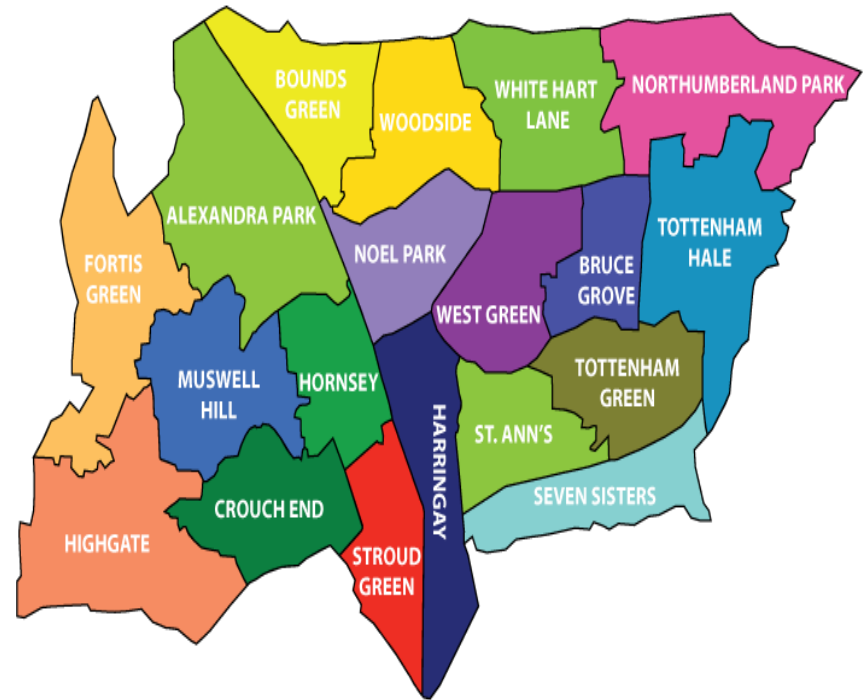 BOUNDS
GREEN
WOODSIDE
WHITE HART
LANE
NORTHUMBERLAND PARK
ALEXANDRA PARK
FORTIS
GREEN
NOEL PARK
WEST GREEN
BRUCE
GROVE
TOTTENHAM
HALE
MUSWELL
HILL
HORNSEY
HARRINGAY
ST. ANN'S
TOTTENHAM
GREEN
HIGHGATE
CROUCH END
STROUD
GREEN
SEVEN SISTERS